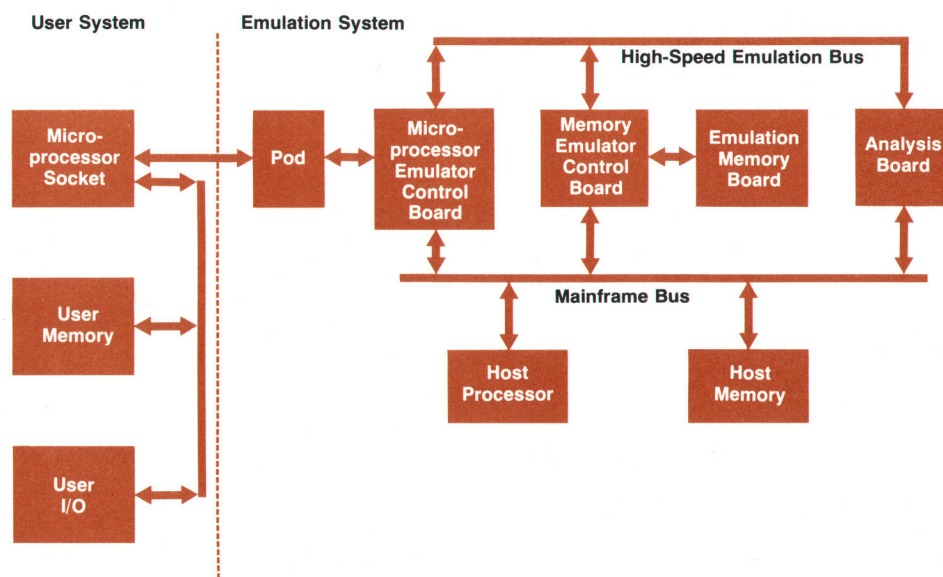 User System
Emulation System
High-Speed Emulation Bus
Micro-
processor
Socket
Pod
Micro-
processor
Emulator
Control
Board
Memory
Emulator
Control
Board
Emulation
Memory
Board
Analysis
Board
Mainframe Bus
User
Memory
Host
Processor
Host
Memory
User
I/O